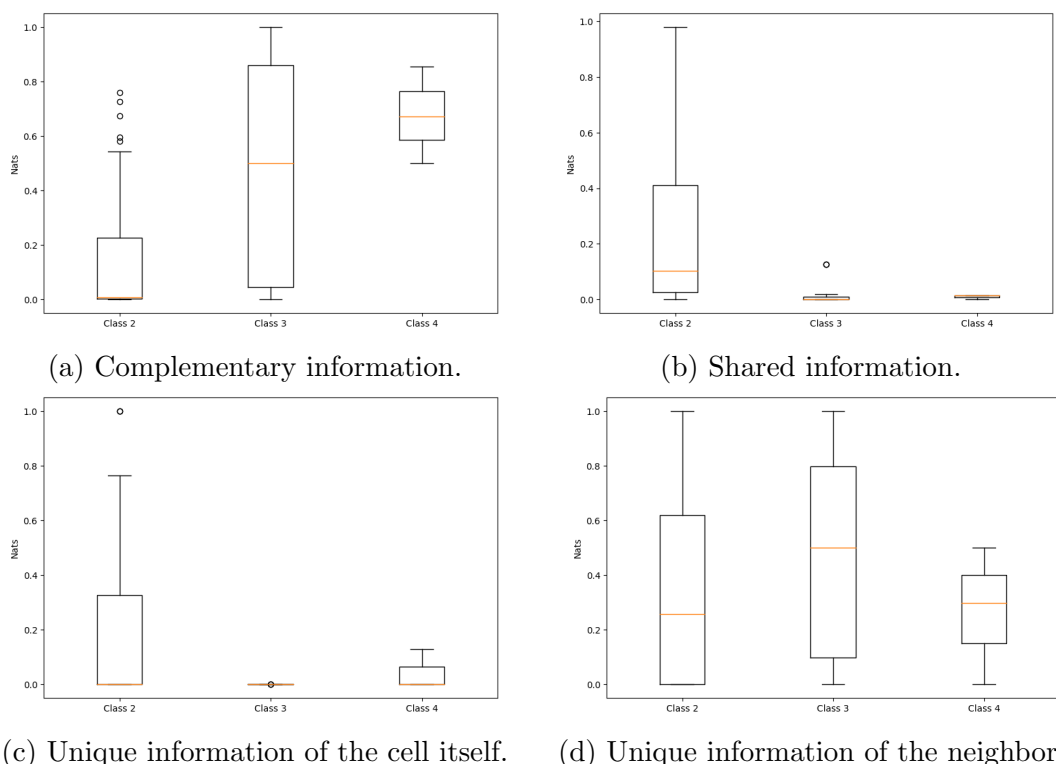 1.0
0.8
0.6
0.4
0.2
0.0
Nats
Class 2 Class 3 Class 4
(a) Complementary information.
1.0
0.8
0.6
0.4
0.2
0.0
Nats
Class 2 Class 3 Class 4
(b) Shared information.
1.0
0.8
0.6
0.4
0.2
0.0
Nats
Class 2 Class 3 Class 4
(c) Unique information of the cell itself.
1.0
0.8
0.6
0.4
0.2
0.0
Nats
Class 2 Class 3 Class 4
(d) Unique information of the neighbor